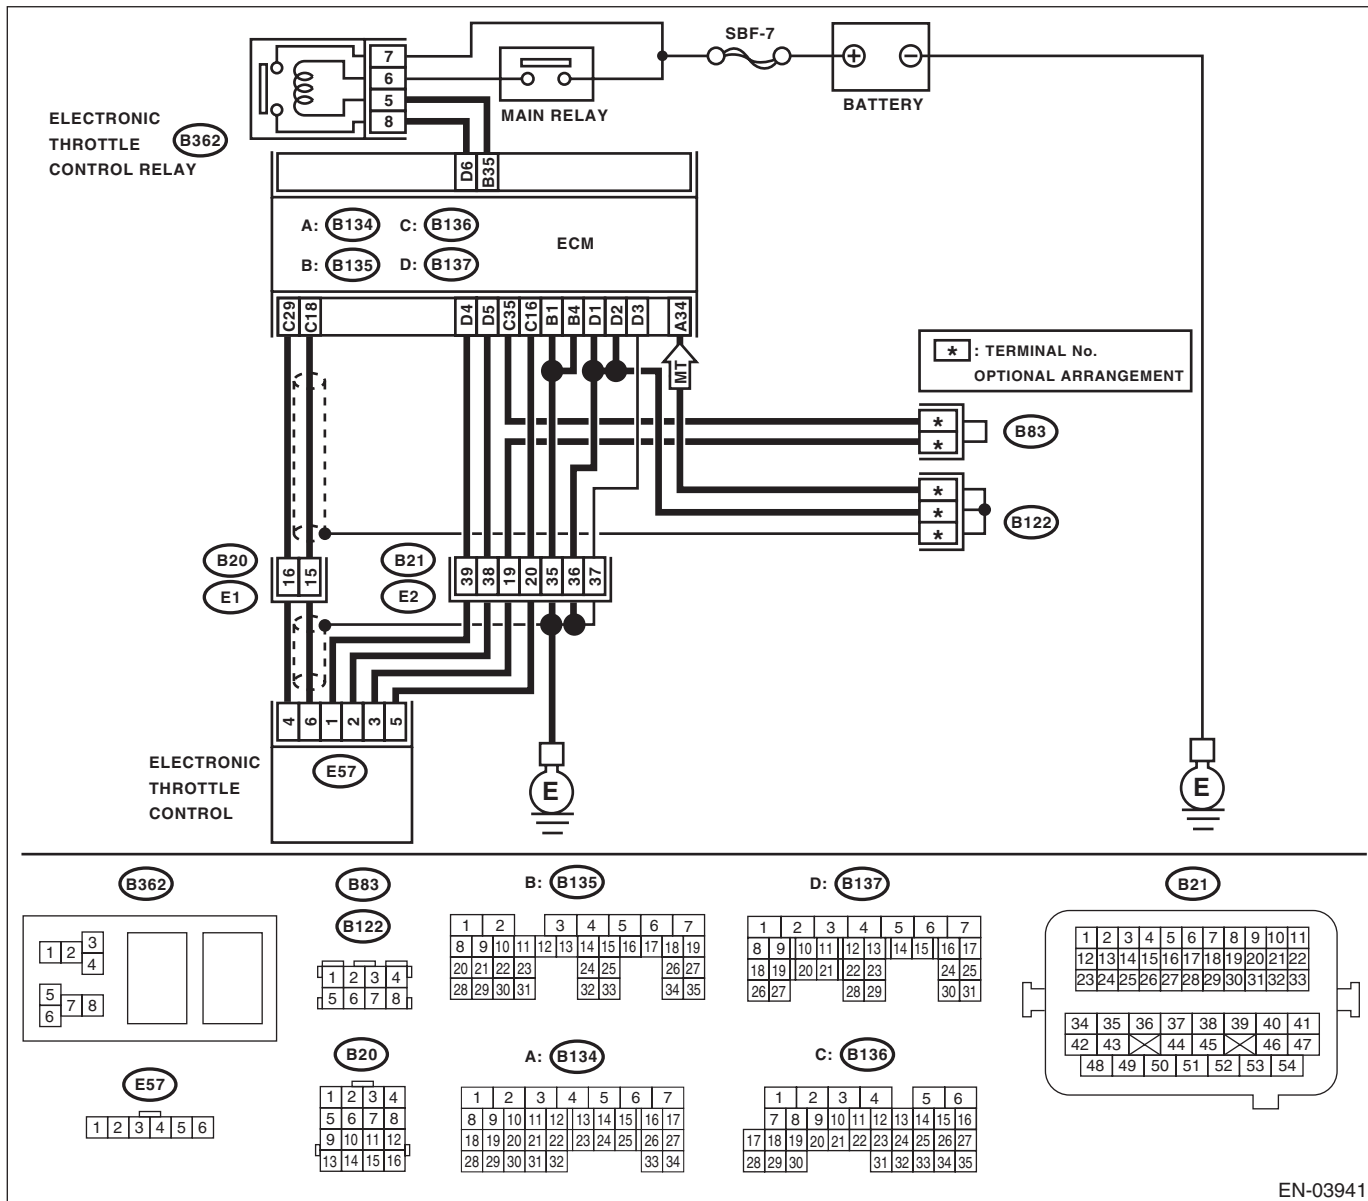 SBF-7
BATTERY
MAIN RELAY
7
6
5
8
ELECTRONIC
THROTTLE
CONTROL RELAY
B362
D6 B35
A: B134 C: B136
B: B135 D: B137
ECM
C29 C18 D4 D5 C35 C16 B1 B4 D1 D2 D3 A34
MT
* : TERMINAL No.
OPTIONAL ARRANGEMENT
*
*
B83
*
*
*
B122
B20
E1
16 15
B21
E2
39 38 19 20 35 36 37
4 6 1 2 3 5
ELECTRONIC
THROTTLE
CONTROL
E57
E
E
B362
1 2 3
4
5
6 7 8
E57
1 2 3 4 5 6
B83
B122
1 2 3 4
5 6 7 8
B20
1 2 3 4
5 6 7 8
9 10 11 12
13 14 15 16
B: B135
1 2 3 4 5 6 7
8 9 10 11 12 13 14 15 16 17 18 19
20 21 22 23 24 25 26 27
28 29 30 31 32 33 34 35
A: B134
1 2 3 4 5 6 7
8 9 10 11 12 13 14 15 16 17
18 19 20 21 22 23 24 25 26 27
28 29 30 31 32 33 34
D: B137
1 2 3 4 5 6 7
8 9 10 11 12 13 14 15 16 17
18 19 20 21 22 23 24 25
26 27 28 29 30 31
C: B136
1 2 3 4 5 6
7 8 9 10 11 12 13 14 15 16
17 18 19 20 21 22 23 24 25 26 27
28 29 30 31 32 33 34 35
B21
1 2 3 4 5 6 7 8 9 10 11
12 13 14 15 16 17 18 19 20 21 22
23 24 25 26 27 28 29 30 31 32 33
34 35 36 37 38 39 40 41
42 43 44 45 46 47
48 49 50 51 52 53 54
EN-03941